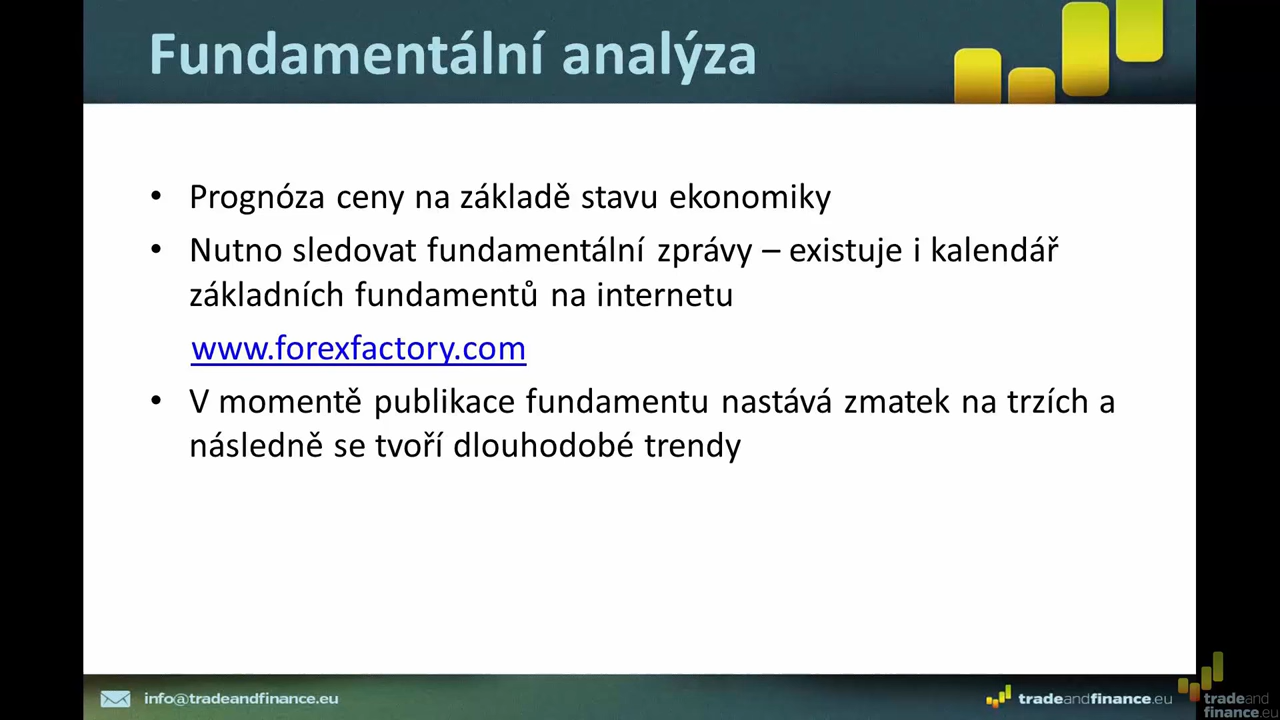 Fundamentální analýza
• Prognóza ceny na základě stavu ekonomiky
• Nutno sledovat fundamentální zprávy – existuje i kalendář
základních fundamentů na internetu
www.forexfactory.com
• V momentě publikace fundamentu nastává zmatek na trzích a
následně se tvoří dlouhodobé trendy
info@tradeandfinance.eu
tradeandfinance.eu
tradeand
finance.eu